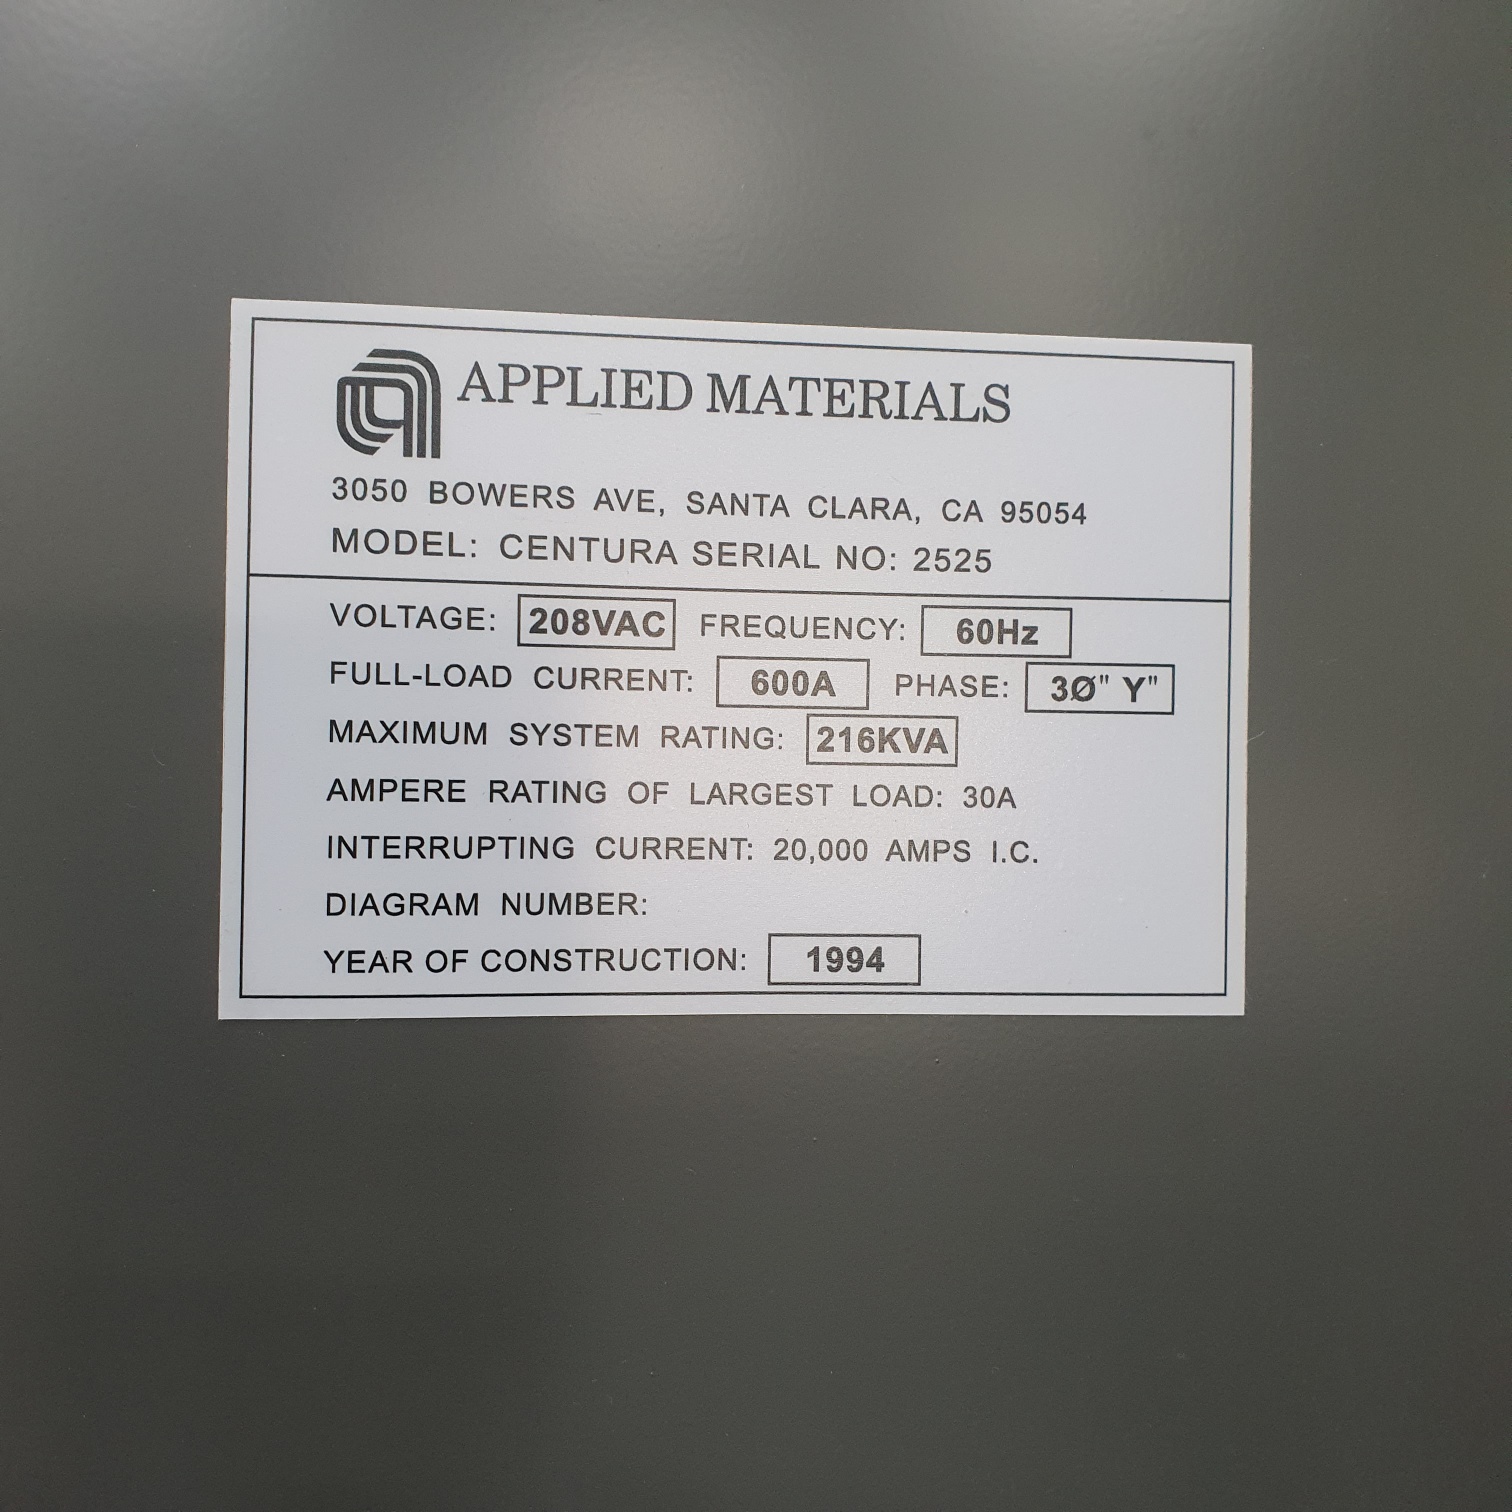 APPLIED MATERIALS
3050 BOWERS AVE, SANTA CLARA, CA 95054
MODEL: CENTURA SERIAL NO: 2525
VOLTAGE: 208VAC FREQUENCY: 60Hz
FULL-LOAD CURRENT: 600A PHASE: 3Ø" Y"
MAXIMUM SYSTEM RATING: 216KVA
AMPERE RATING OF LARGEST LOAD: 30A
INTERRUPTING CURRENT: 20,000 AMPS I.C.
DIAGRAM NUMBER:
YEAR OF CONSTRUCTION: 1994